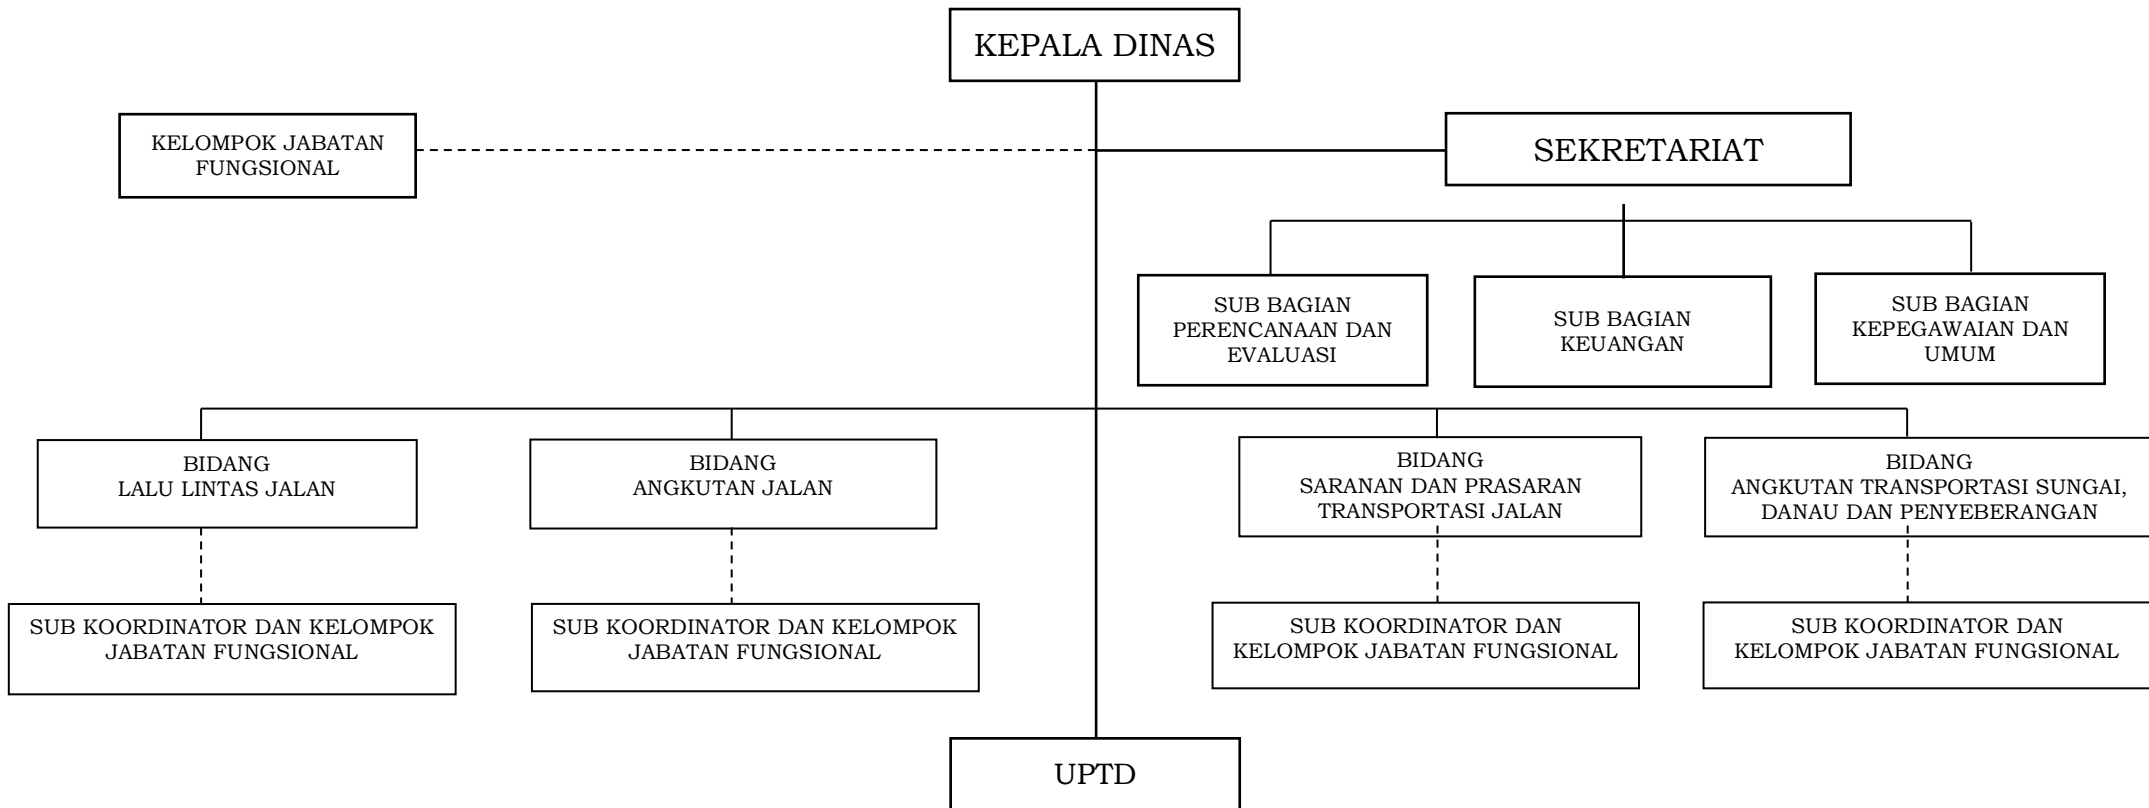 KEPALA DINAS
KELOMPOK JABATAN
FUNGSIONAL
SEKRETARIAT
SUB BAGIAN
PERENCANAAN DAN
EVALUASI
SUB BAGIAN
KEUANGAN
SUB BAGIAN
KEPEGAWAIAN DAN
UMUM
BIDANG
LALU LINTAS JALAN
BIDANG
ANGKUTAN JALAN
BIDANG
SARANAN DAN PRASARAN
TRANSPORTASI JALAN
BIDANG
ANGKUTAN TRANSPORTASI SUNGAI,
DANAU DAN PENYEBERANGAN
SUB KOORDINATOR DAN KELOMPOK
JABATAN FUNGSIONAL
SUB KOORDINATOR DAN KELOMPOK
JABATAN FUNGSIONAL
SUB KOORDINATOR DAN
KELOMPOK JABATAN FUNGSIONAL
SUB KOORDINATOR DAN
KELOMPOK JABATAN FUNGSIONAL
UPTD